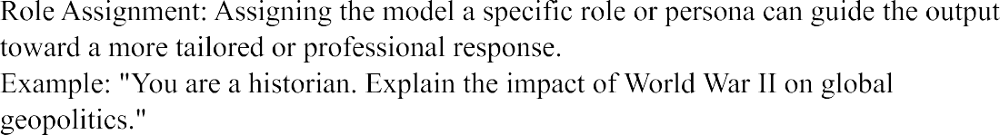 Role Assignment: Assigning the model a specific role or persona can guide the output
toward a more tailored or professional response.
Example: "You are a historian. Explain the impact of World War II on global
geopolitics."